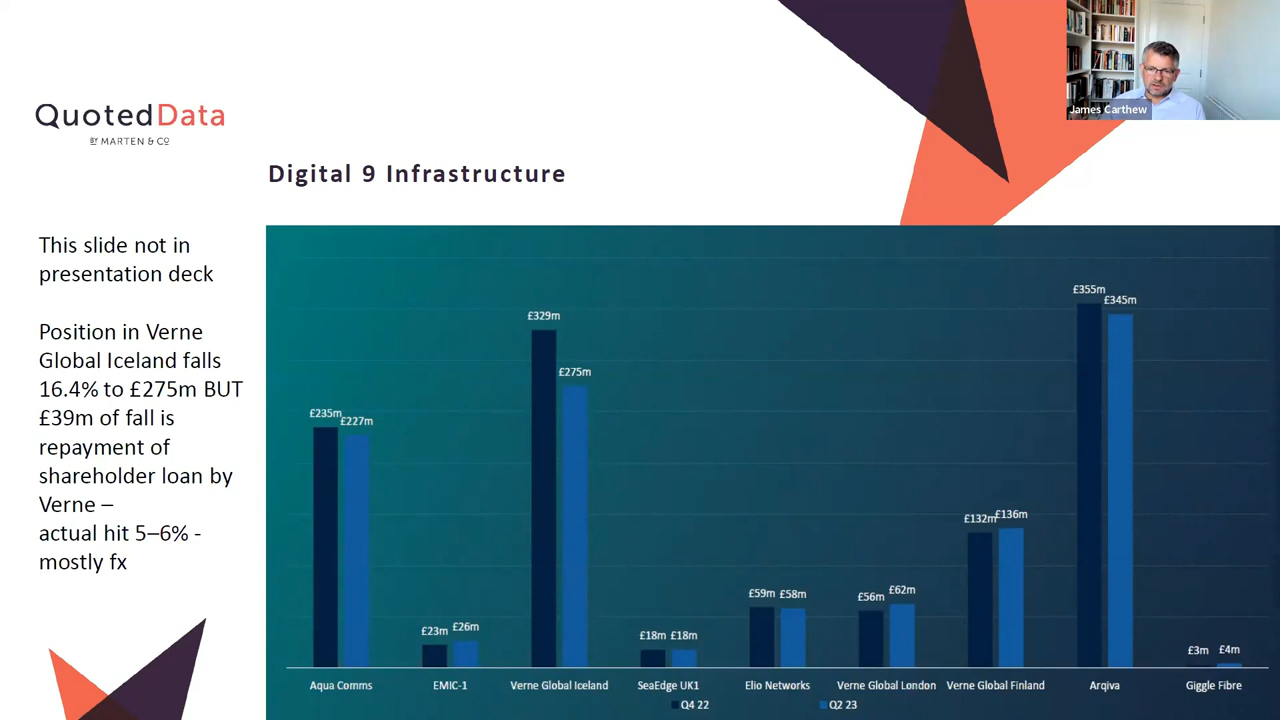 James Carthew
QuotedData
BY MARTEN & CO
Digital 9 Infrastructure
This slide not in
presentation deck
Position in Verne
Global Iceland falls
16.4% to £275m BUT
£39m of fall is
repayment of
shareholder loan by
Verne –
actual hit 5–6% -
mostly fx
£235m
£227m
£23m
£26m
£329m
£275m
£18m
£18m
£59m
£58m
£56m
£62m
£132m
£136m
£355m
£345m
£3m
£4m
Aqua Comms
EMIC-1
Verne Global Iceland
SeaEdge UK1
Elio Networks
Verne Global London
Verne Global Finland
Arqiva
Giggle Fibre
Q4 22
Q2 23